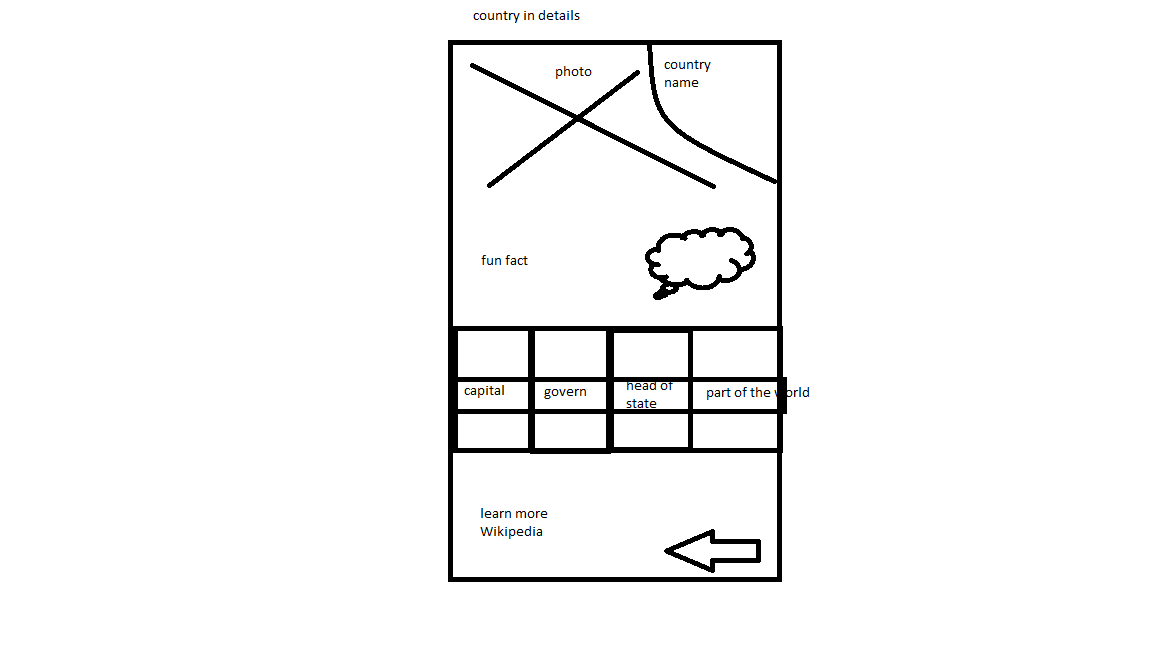 country in details
photo
country
name
fun fact
capital
govern
head of
state
part of the world
learn more
Wikipedia